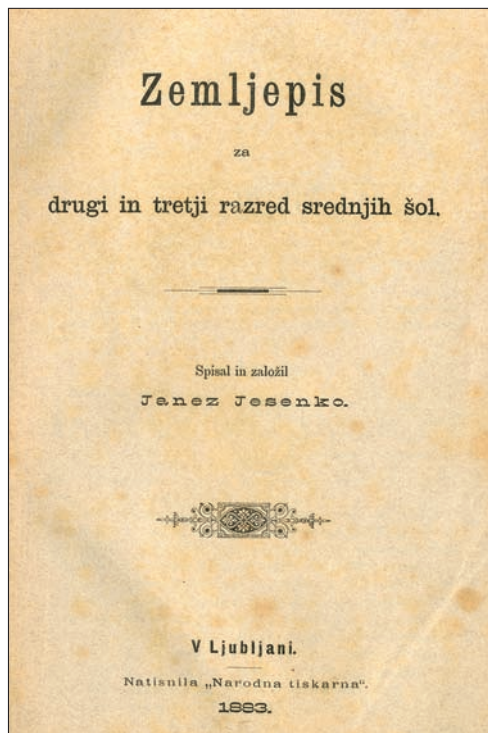 Zemljepis
za
drugi in tretji razred srednjih šol.
Spisal in založil
Janez Jesenko.
V Ljubljani.
Natisnila „Narodna tiskarna“.
1883.